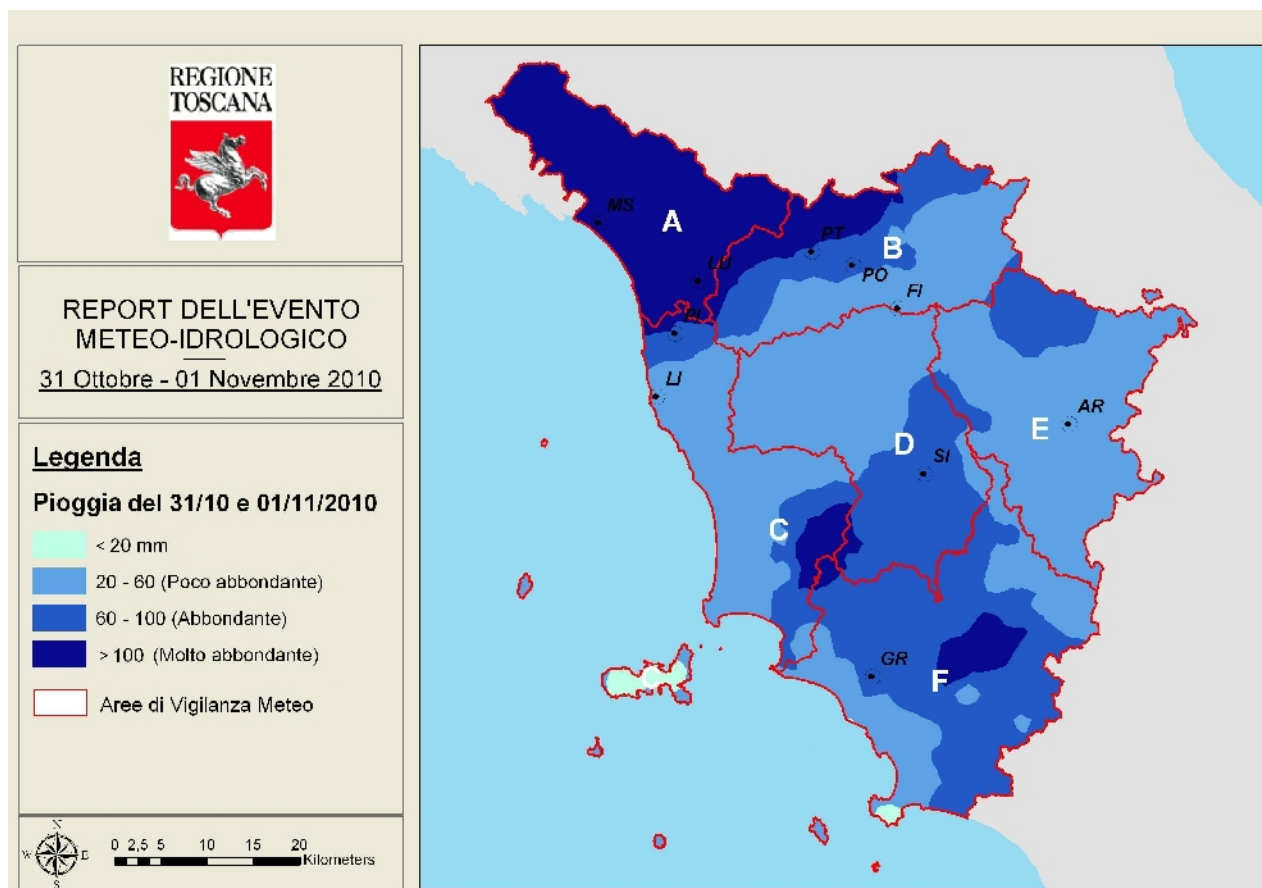 REGIONE
TOSCANA
REPORT DELL'EVENTO
METEO-IDROLOGICO
31 Ottobre - 01 Novembre 2010
Legenda
Pioggia del 31/10 e 01/11/2010
< 20 mm
20 - 60 (Poco abbondante)
60 - 100 (Abbondante)
> 100 (Molto abbondante)
Aree di Vigilanza Meteo
N
W E
S
0 2,5 5 10 15 20
Kilometers
MS
A
LU
PT
B
PO
FI
PI
LI
AR
E
D
SI
C
C
GR
F